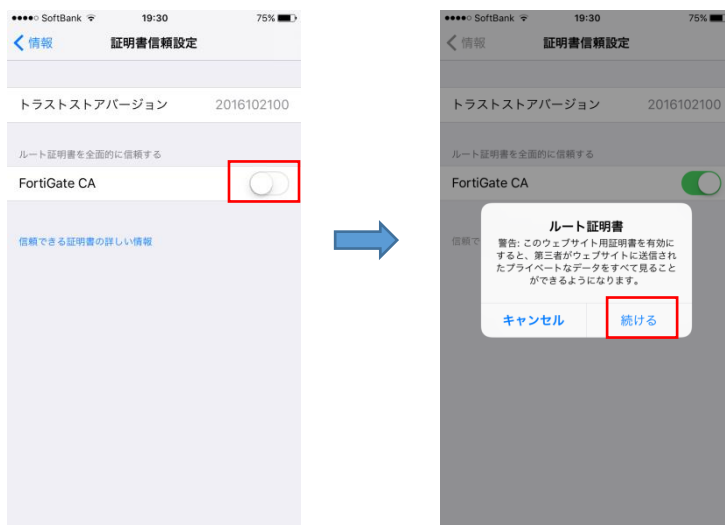 SoftBank 19:30 75%
情報 証明書信頼設定
トラストストアバージョン 2016102100
ルート証明書を全面的に信頼する
FortiGate CA
信頼できる証明書の詳しい情報
SoftBank 19:30 75%
情報 証明書信頼設定
トラストストアバージョン 2016102100
ルート証明書を全面的に信頼する
FortiGate CA
信頼で
ルート証明書
警告: このウェブサイト用証明書を有効に
すると、第三者がウェブサイトに送信され
たプライベートなデータをすべて見ること
ができるようになります。
キャンセル 続ける